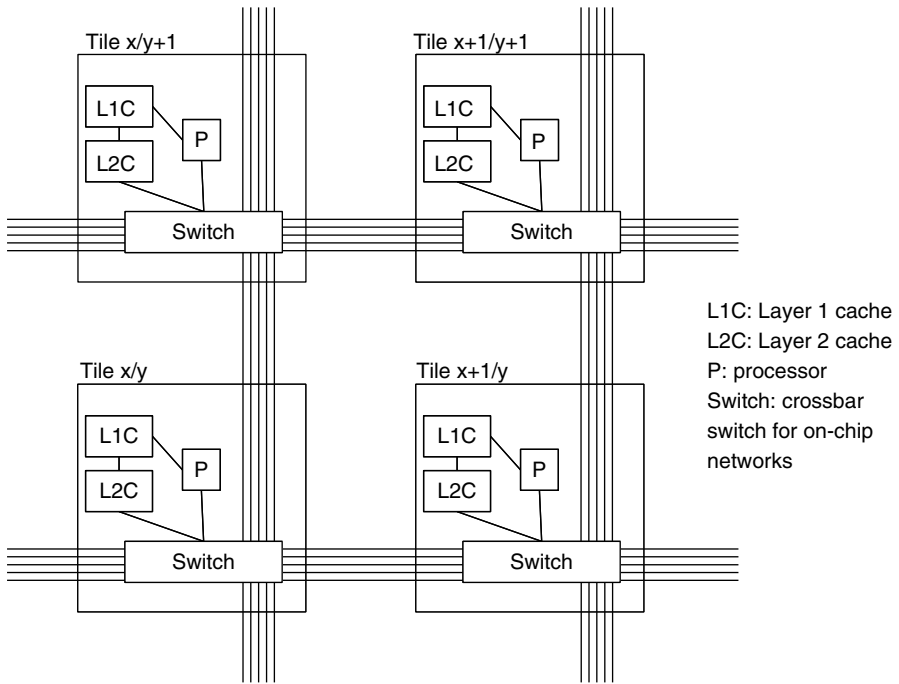 Tile x/y+1
Tile x+1/y+1
L1C
P
L2C
Switch
L1C
P
L2C
Switch
Tile x/y
Tile x+1/y
L1C
P
L2C
Switch
L1C
P
L2C
Switch
L1C: Layer 1 cache
L2C: Layer 2 cache
P: processor
Switch: crossbar
switch for on-chip
networks